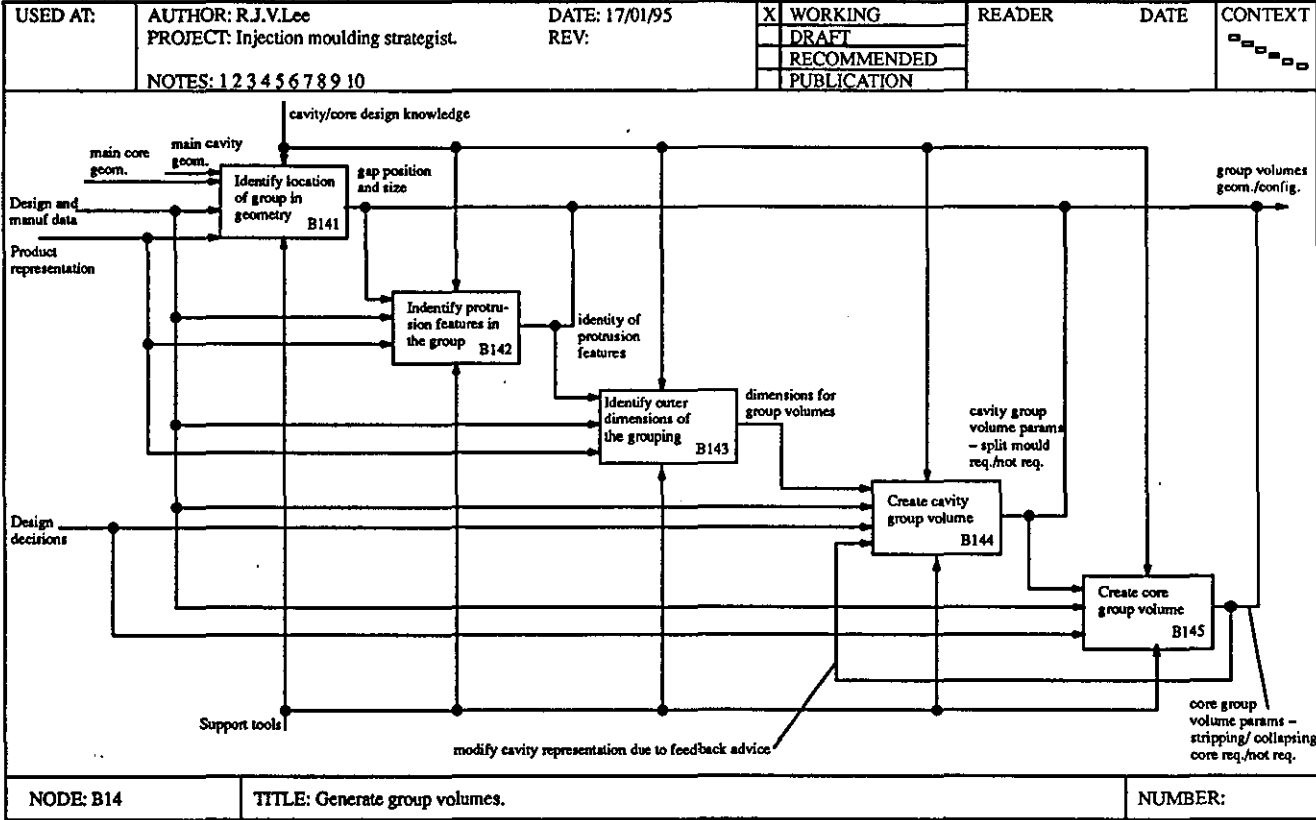 USED AT:
AUTHOR: R.J.V.Lee
DATE: 17/01/95
PROJECT: Injection moulding strategist.
REV:
NOTES: 1 2 3 4 5 6 7 8 9 10
X WORKING
DRAFT
RECOMMENDED
PUBLICATION
READER
DATE
CONTEXT
cavity/core design knowledge
main cavity
geom.
main core
geom.
Design and
manuf data
Product
representation
Identify location
of group in
geometry
B141
gap position
and size
group volumes
geom./config.
Indentify protru-
sion features in
the group
B142
identity of
protrusion
features
Identify outer
dimensions of
the grouping
B143
dimensions for
group volumes
cavity group
volume params
– split mould
req./not req.
Design
decisions
Create cavity
group volume
B144
Create core
group volume
B145
Support tools
modify cavity representation due to feedback advice
core group
volume params –
stripping/ collapsing
core req./not req.
NODE: B14
TITLE: Generate group volumes.
NUMBER: